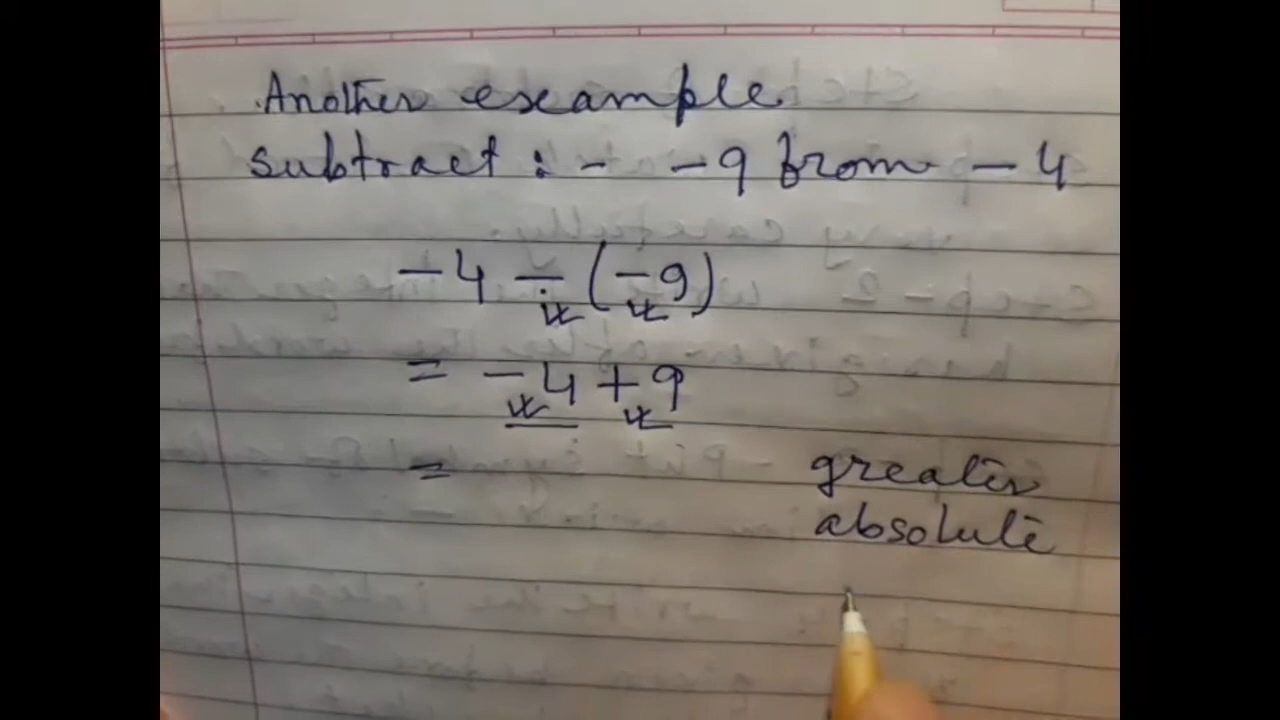 Another example
subtract :- -9 from -4
-4 - (-9)
= -4 + 9
=
greater
absolute